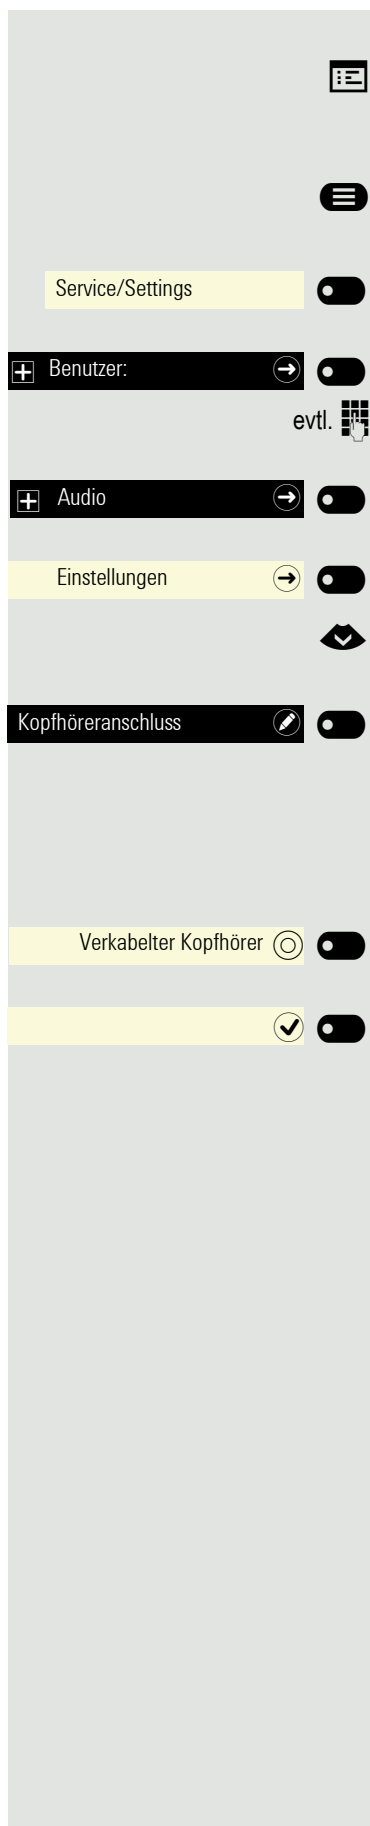 Service/Settings
Benutzer:
evtl.
Audio
Einstellungen
Kopfhöreranschluss
Verkabelter Kopfhörer